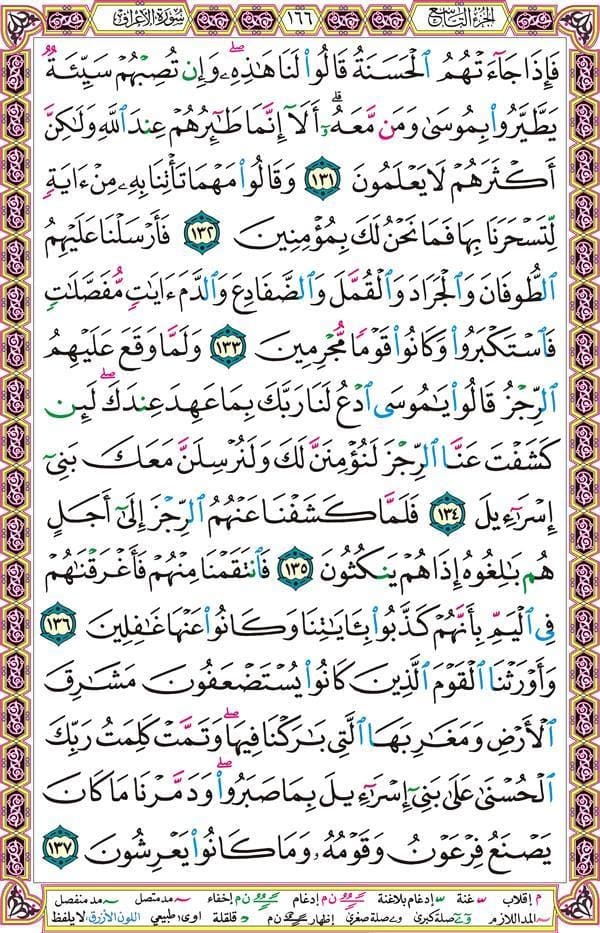 الجزء التاسع
١٦٦
سورة الأعراف
فَإِذَا جَآءَتْهُمُ ٱلْحَسَنَةُ قَالُوا۟ لَنَا هَـٰذِهِۦ ۖ وَإِن تُصِبْهُمْ سَيِّئَةٌ
يَطَّيَّرُوا۟ بِمُوسَىٰ وَمَن مَّعَهُۥٓ ۗ أَلَآ إِنَّمَا طَـٰٓئِرُهُمْ عِندَ ٱللَّهِ وَلَـٰكِنَّ
أَكْثَرَهُمْ لَا يَعْلَمُونَ ١٣١ وَقَالُوا۟ مَهْمَا تَأْتِنَا بِهِۦ مِنْ ءَايَةٍ
لِّتَسْحَرَنَا بِهَا فَمَا نَحْنُ لَكَ بِمُؤْمِنِينَ ١٣٢ فَأَرْسَلْنَا عَلَيْهِمُ
ٱلطُّوفَانَ وَٱلْجَرَادَ وَٱلْقُمَّلَ وَٱلضَّفَادِعَ وَٱلدَّمَ ءَايَـٰتٍ مُّفَصَّلَـٰتٍ
فَٱسْتَكْبَرُوا۟ وَكَانُوا۟ قَوْمًا مُّجْرِمِينَ ١٣٣ وَلَمَّا وَقَعَ عَلَيْهِمُ
ٱلرِّجْزُ قَالُوا۟ يَـٰمُوسَى ٱدْعُ لَنَا رَبَّكَ بِمَا عَهِدَ عِندَكَ ۖ لَئِن
كَشَفْتَ عَنَّا ٱلرِّجْزَ لَنُؤْمِنَنَّ لَكَ وَلَنُرْسِلَنَّ مَعَكَ بَنِىٓ
إِسْرَٰٓءِيلَ ١٣٤ فَلَمَّا كَشَفْنَا عَنْهُمُ ٱلرِّجْزَ إِلَىٰٓ أَجَلٍ
هُم بَـٰلِغُوهُ إِذَا هُمْ يَنكُثُونَ ١٣٥ فَٱنتَقَمْنَا مِنْهُمْ فَأَغْرَقْنَـٰهُمْ
فِى ٱلْيَمِّ بِأَنَّهُمْ كَذَّبُوا۟ بِـَٔايَـٰتِنَا وَكَانُوا۟ عَنْهَا غَـٰفِلِينَ ١٣٦
وَأَوْرَثْنَا ٱلْقَوْمَ ٱلَّذِينَ كَانُوا۟ يُسْتَضْعَفُونَ مَشَـٰرِقَ
ٱلْأَرْضِ وَمَغَـٰرِبَهَا ٱلَّتِى بَـٰرَكْنَا فِيهَا ۖ وَتَمَّتْ كَلِمَتُ رَبِّكَ
ٱلْحُسْنَىٰ عَلَىٰ بَنِىٓ إِسْرَٰٓءِيلَ بِمَا صَبَرُوا۟ ۖ وَدَمَّرْنَا مَا كَانَ
يَصْنَعُ فِرْعَوْنُ وَقَوْمُهُۥ وَمَا كَانُوا۟ يَعْرِشُونَ ١٣٧
م إقلاب غنة إدغام بلاغنة ن م إدغام ن م إخفاء مد متصل مد منفصل
المد اللازم صلة كبرى صلة صغرى إظهار ن م قلقلة اوى طبيعي اللون الأزرق لا يلفظ